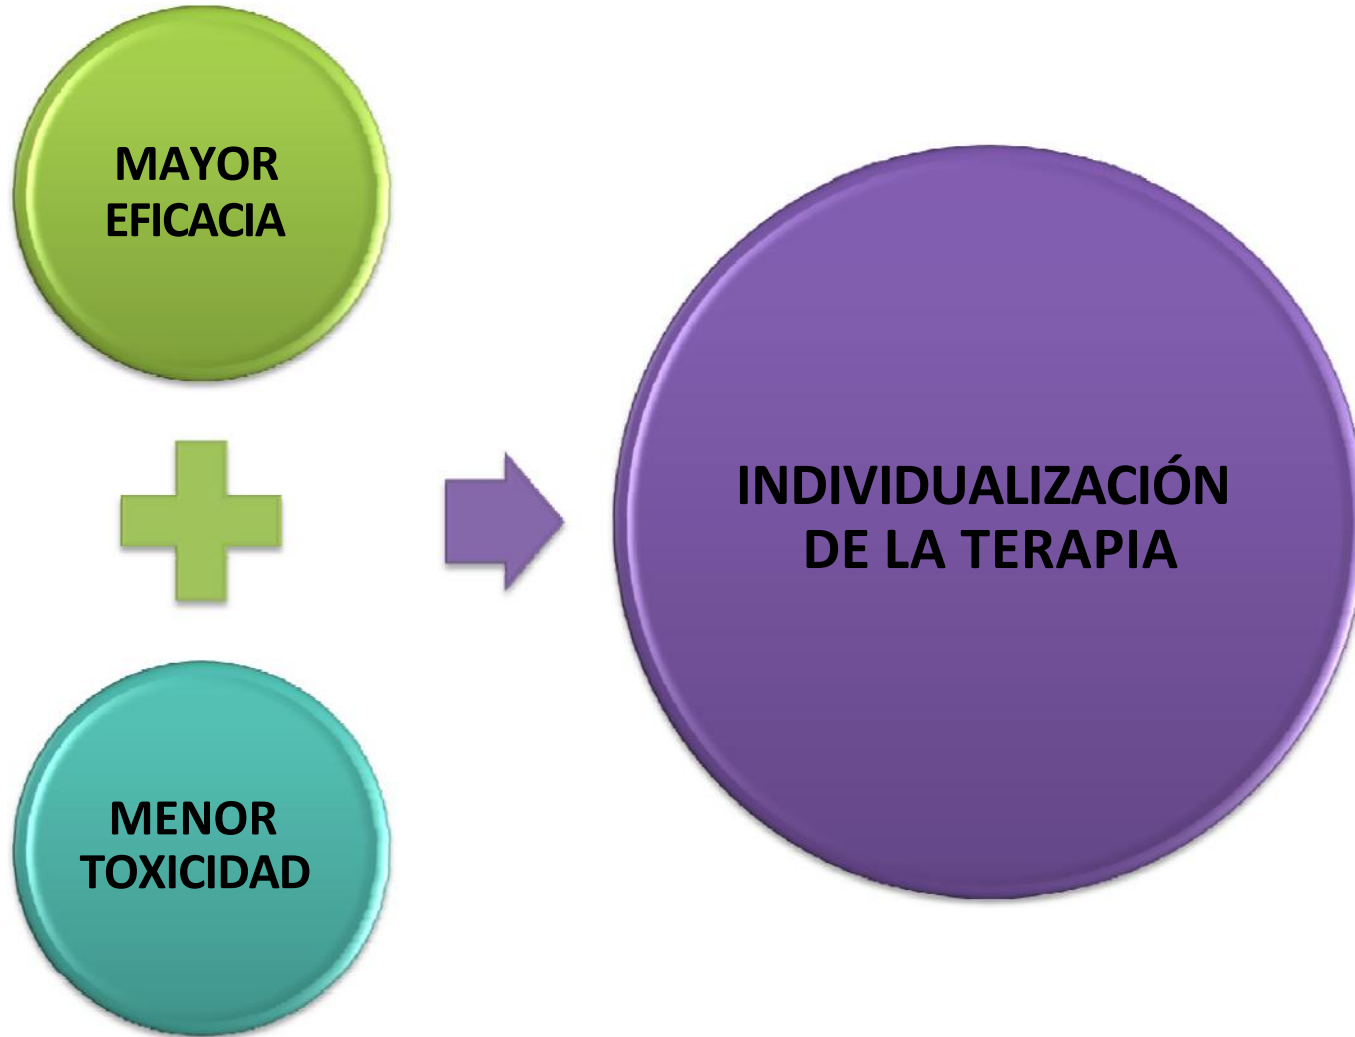 MAYOR
EFICACIA
MENOR
TOXICIDAD
INDIVIDUALIZACIÓN
DE LA TERAPIA